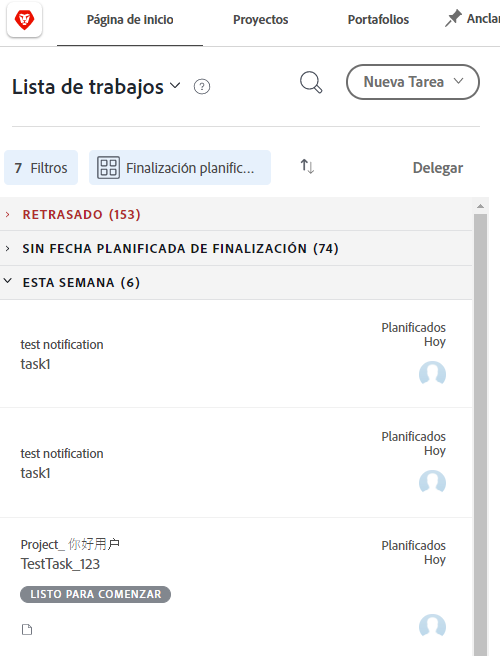 Página de inicio
Proyectos
Portafolios
Anclar
Lista de trabajos
?
Nueva Tarea
7 Filtros
Finalización planific...
Delegar
RETRASADO (153)
SIN FECHA PLANIFICADA DE FINALIZACIÓN (74)
ESTA SEMANA (6)
Planificados
Hoy
test notification
task1
Planificados
Hoy
test notification
task1
Planificados
Hoy
Project_ 你好用户
TestTask_123
LISTO PARA COMENZAR